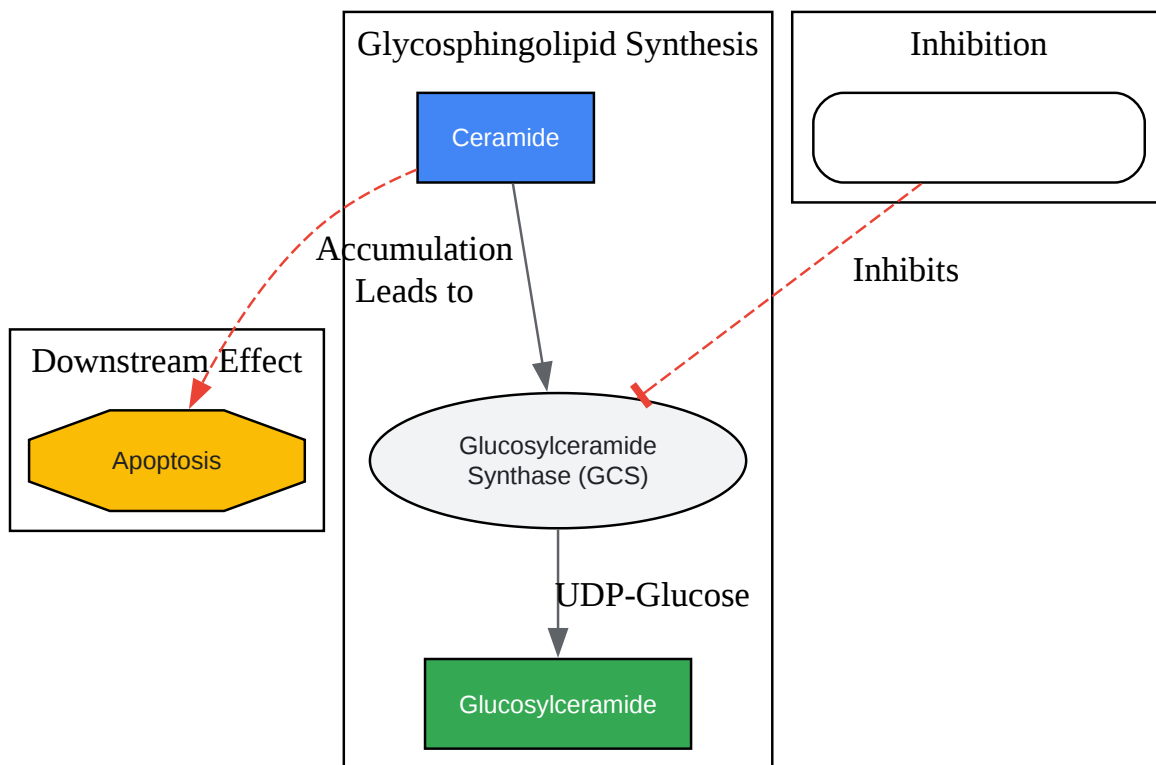 Glycosphingolipid Synthesis
Inhibition
Ceramide
Accumulation
Leads to
Inhibits
Downstream Effect
Apoptosis
Glucosylceramide
Synthase (GCS)
UDP-Glucose
Glucosylceramide